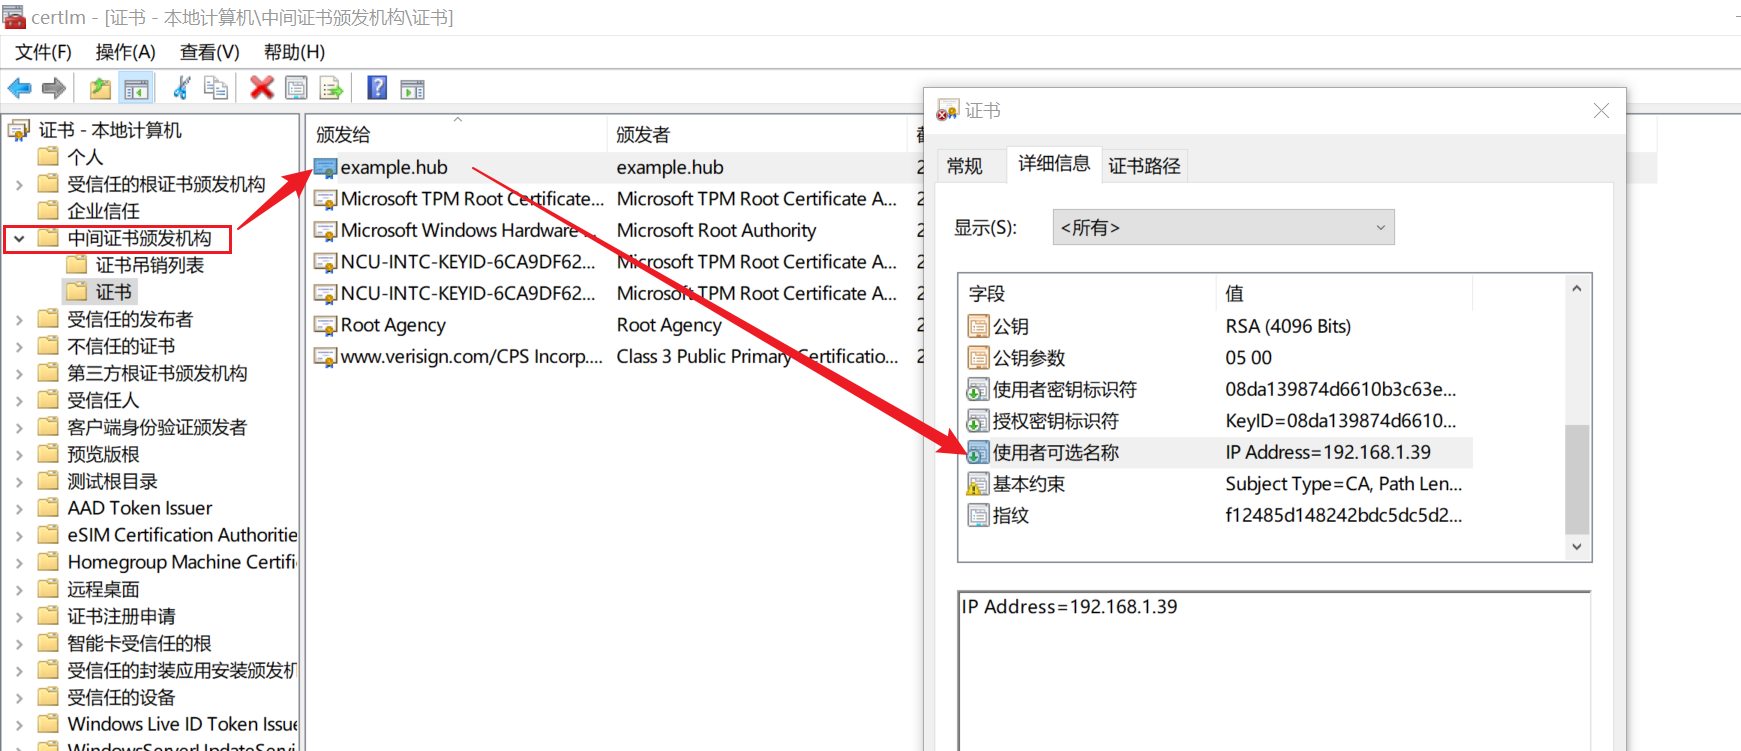 certlm - [证书 - 本地计算机\中间证书颁发机构\证书]
文件(F) 操作(A) 查看(V) 帮助(H)
证书 - 本地计算机
个人
受信任的根证书颁发机构
企业信任
中间证书颁发机构
证书吊销列表
证书
受信任的发布者
不信任的证书
第三方根证书颁发机构
受信任人
客户端身份验证颁发者
预览版根
测试根目录
AAD Token Issuer
eSIM Certification Authoritie
Homegroup Machine Certifi
远程桌面
证书注册申请
智能卡受信任的根
受信任的封装应用安装颁发机
受信任的设备
Windows Live ID Token Issue
WindowsServerUpdateServi
颁发给 颁发者
example.hub example.hub 2
Microsoft TPM Root Certificate... Microsoft TPM Root Certificate A... 2
Microsoft Windows Hardware ... Microsoft Root Authority 2
NCU-INTC-KEYID-6CA9DF62... Microsoft TPM Root Certificate A... 2
NCU-INTC-KEYID-6CA9DF62... Microsoft TPM Root Certificate A... 2
Root Agency Root Agency 2
www.verisign.com/CPS Incorp.... Class 3 Public Primary Certificatio... 2
证书
常规 详细信息 证书路径
显示(S): <所有>
字段 值
公钥 RSA (4096 Bits)
公钥参数 05 00
使用者密钥标识符 08da139874d6610b3c63e...
授权密钥标识符 KeyID=08da139874d6610...
使用者可选名称 IP Address=192.168.1.39
基本约束 Subject Type=CA, Path Len...
指纹 f12485d148242bdc5dc5d2...
IP Address=192.168.1.39